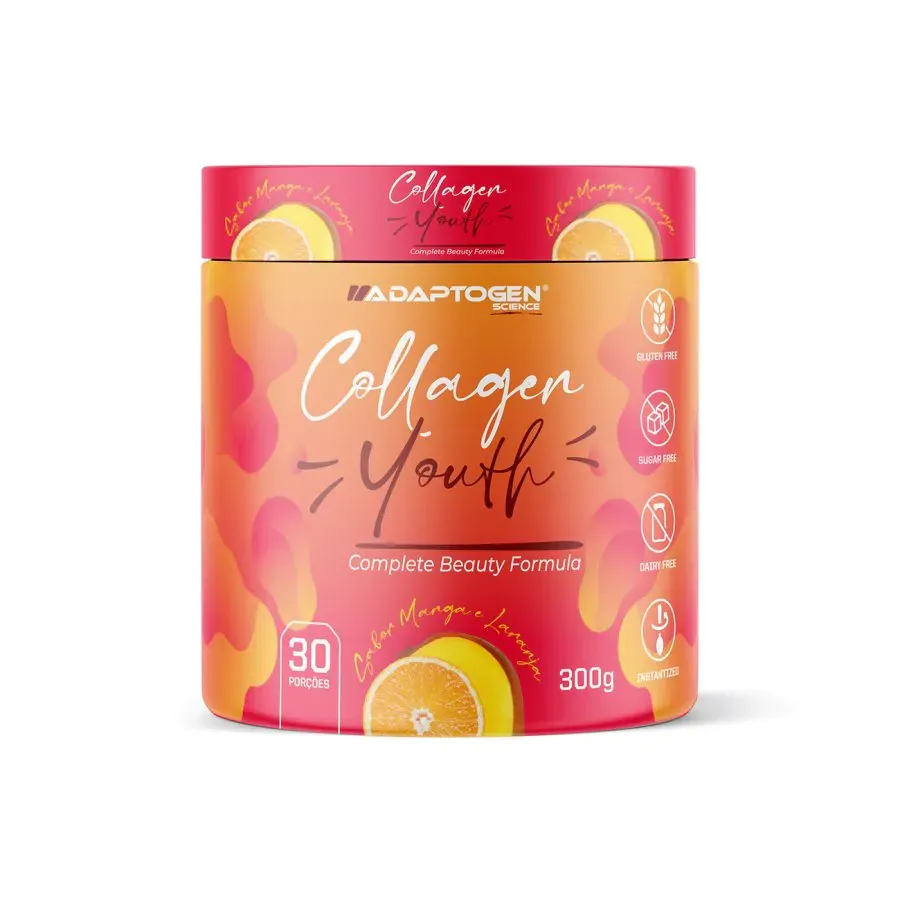 Sabor Manga e Laranja
Collagen
Youth
Complete Beauty Formula
Sabor Manga e Laranja
ADAPTOGEN®
SCIENCE
Collagen
Youth
Complete Beauty Formula
GLUTEN FREE
SUGAR FREE
DAIRY FREE
INSTANTIZED
Sabor Manga e Laranja
30
PORÇÕES
300g